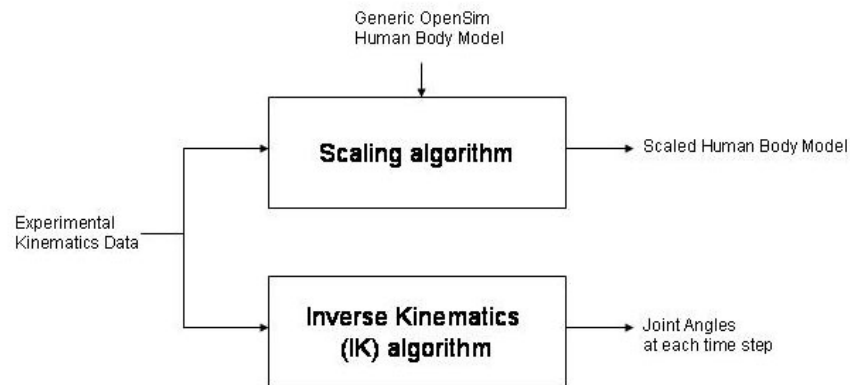 Generic OpenSim
Human Body Model
Scaling algorithm
Scaled Human Body Model
Experimental
Kinematics Data
Inverse Kinematics
(IK) algorithm
Joint Angles
at each time step